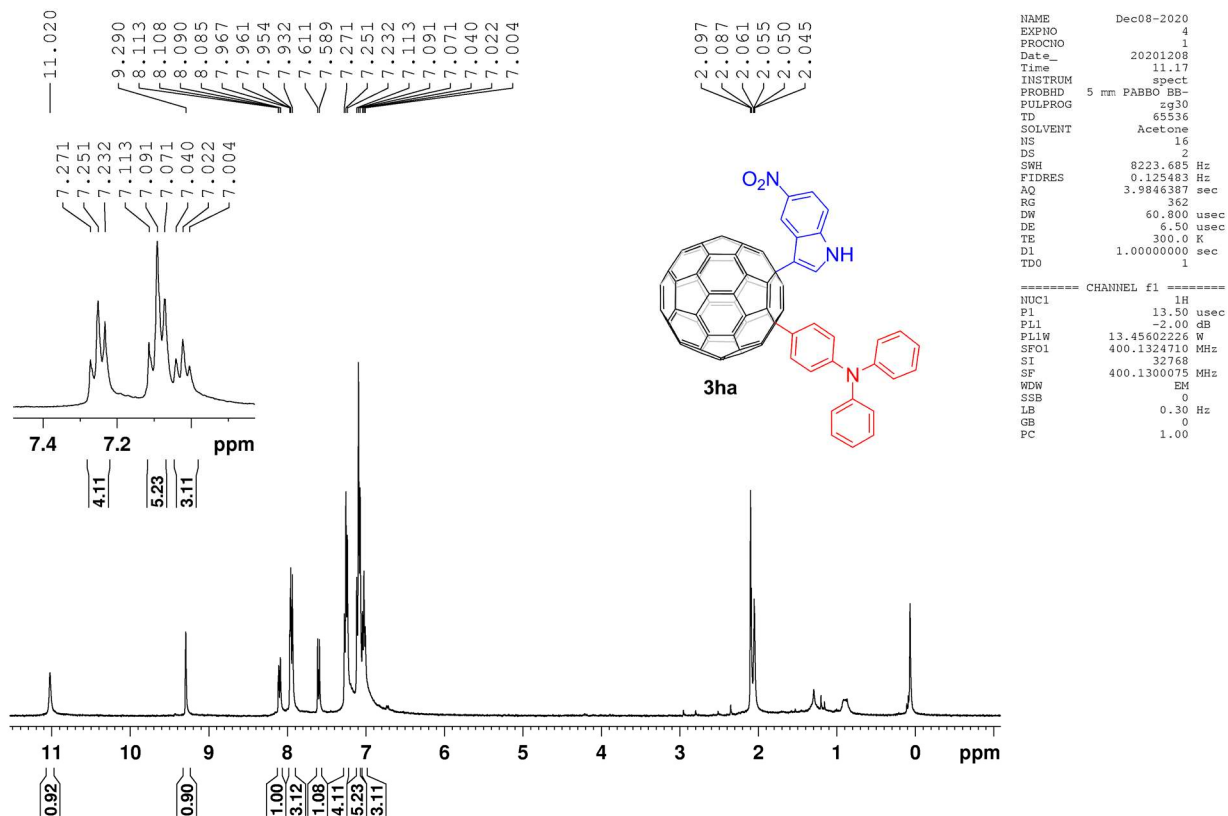 11.020
9.290
8.113
8.108
8.090
8.085
7.967
7.961
7.954
7.932
7.611
7.589
7.271
7.251
7.232
7.113
7.091
7.071
7.040
7.022
7.004
2.097
2.087
2.061
2.055
2.050
2.045
7.271
7.251
7.232
7.113
7.091
7.071
7.040
7.022
7.004
7.4 7.2 ppm
4.11 5.23 3.11
O2N
NH
N
3ha
NAME Dec08-2020
EXPNO 4
PROCNO 1
Date_ 20201208
Time 11.17
INSTRUM spect
PROBHD 5 mm PABBO BB-
PULPROG zg30
TD 65536
SOLVENT Acetone
NS 16
DS 2
SWH 8223.685 Hz
FIDRES 0.125483 Hz
AQ 3.9846387 sec
RG 362
DW 60.800 usec
DE 6.50 usec
TE 300.0 K
D1 1.00000000 sec
TD0 1
======== CHANNEL f1 ========
NUC1 1H
P1 13.50 usec
PL1 -2.00 dB
PL1W 13.45602226 W
SFO1 400.1324710 MHz
SI 32768
SF 400.1300075 MHz
WDW EM
SSB 0
LB 0.30 Hz
GB 0
PC 1.00
11 10 9 8 7 6 5 4 3 2 1 0 ppm
0.92 0.90 1.00 3.12 1.08 4.11 5.23 3.11